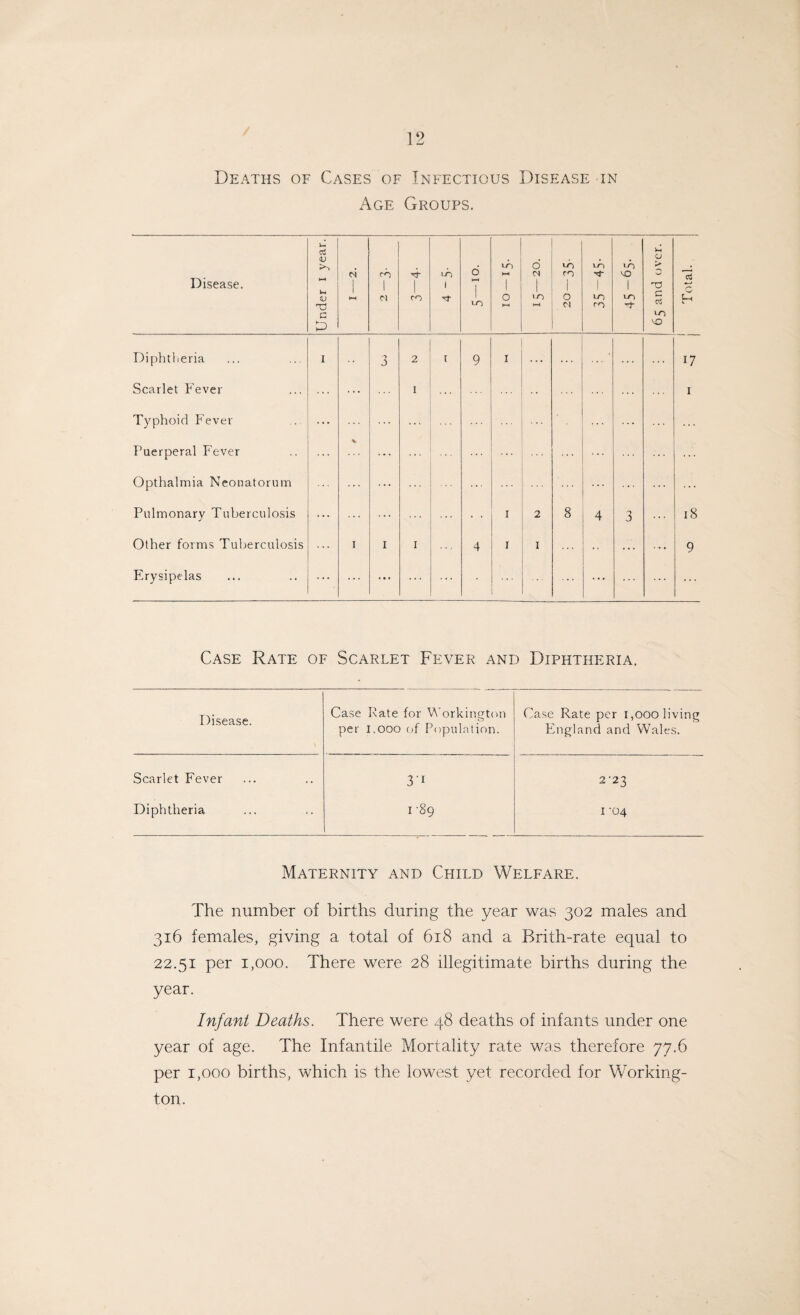 12
Deaths of Cases of Infectious Disease in
Age Groups.
Disease. Under 1 year. 1—2. 2—3. 3—4. 4—5. 5—10. 10—15. 15—20. 20—35. 35—45. 45—65. 65 and over. Total.
Diphtheria ... ... 1 .. 3 2 1 9 1 ... ... ... ... ... 17
Scarlet Fever ... ... ... ... 1 ... ... ... .. ... ... ... ... 1
Typhoid Fever .. ... ... ... ... ... ... ... ... . ... ... ... ...
Puerperal Fever .. ... ... ... ... ... ... ... ... ... ... ... ... ...
Opthalmia Neonatorum ... ... ... ... ... ... ... ... ... ... ... ... ...
Pulmonary Tuberculosis ... ... ... ... ... .. 1 2 8 4 3 ... 18
Other forms Tuberculosis ... 1 1 1 ... 4 1 1 ... .. ... ... 9
Erysipelas ... .. ... ... ... ... ... . ... ... ... ... ... ... ...
Case Rate of Scarlet Fever and Diphtheria.
Disease. Case Rate for Workington per 1.000 of Population. Case Rate per 1,000 living England and Wales.
Scarlet Fever ... .. 3·1 2·23
Diphtheria ... .. 1·89 1·04
Maternity and Child Welfare.
The number of births during the year was 302 males and
316 females, giving a total of 618 and a Brith-rate equal to
22.51 per 1,000. There were 28 illegitimate births during the
year.
Infant Deaths. There were 48 deaths of infants under one
year of age. The Infantile Mortality rate was therefore 77.6
per 1,000 births, which is the lowest yet recorded for Working-
ton.